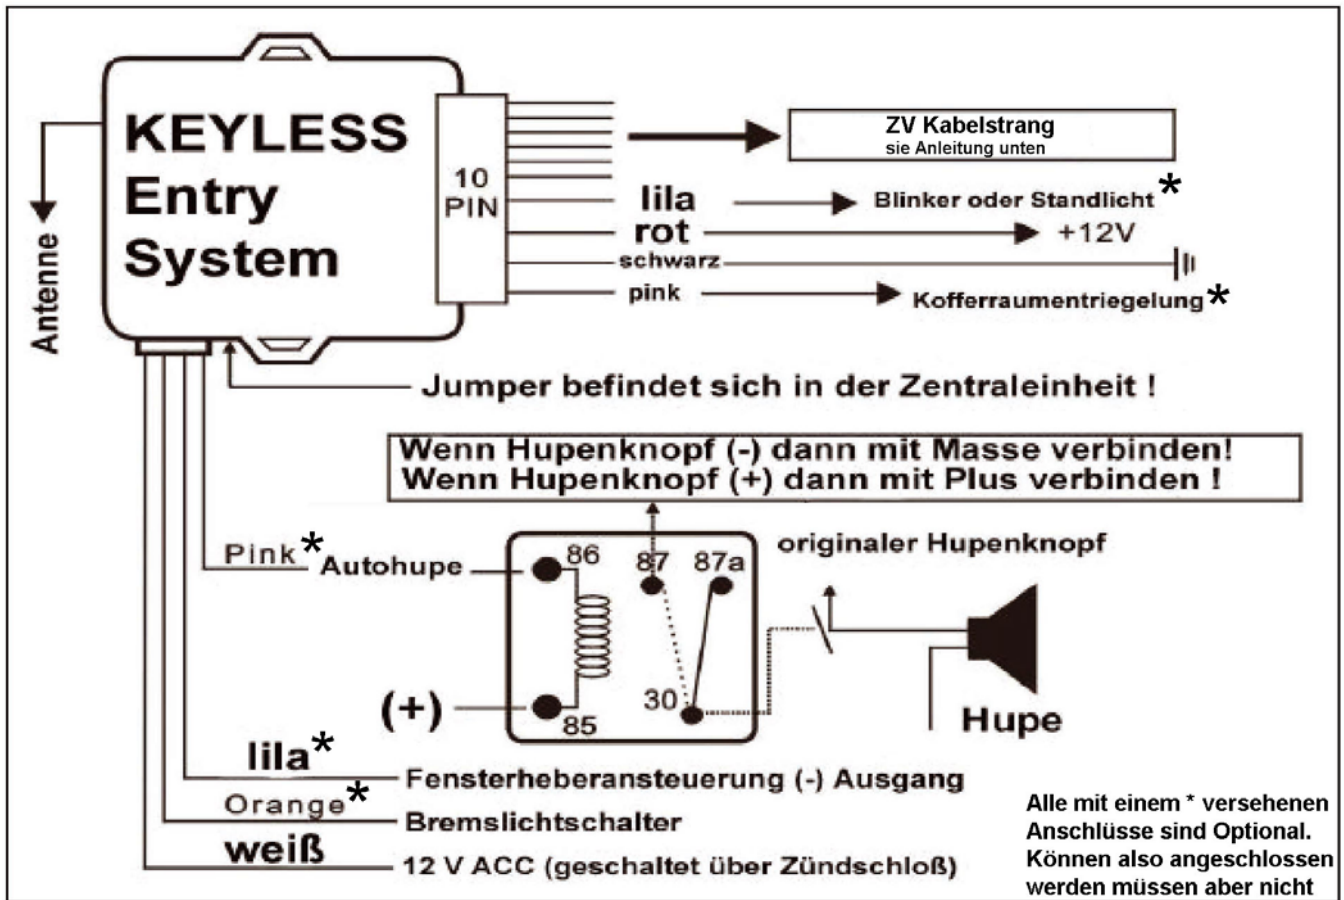 KEYLESS
Entry
System
10
PIN
Antenne
ZV Kabelstrang
sie Anleitung unten
lila
Blinker oder Standlicht *
rot
+12V
schwarz
pink
Kofferraumentriegelung *
Jumper befindet sich in der Zentraleinheit !
Wenn Hupenknopf (-) dann mit Masse verbinden!
Wenn Hupenknopf (+) dann mit Plus verbinden !
Pink *
Autohupe
86
87
87a
originaler Hupenknopf
(+)
85
30
Hupe
lila *
Fensterheberansteuerung (-) Ausgang
Orange *
Bremslichtschalter
weiß
12 V ACC (geschaltet über Zündschloß)
Alle mit einem * versehenen
Anschlüsse sind Optional.
Können also angeschlossen
werden müssen aber nicht